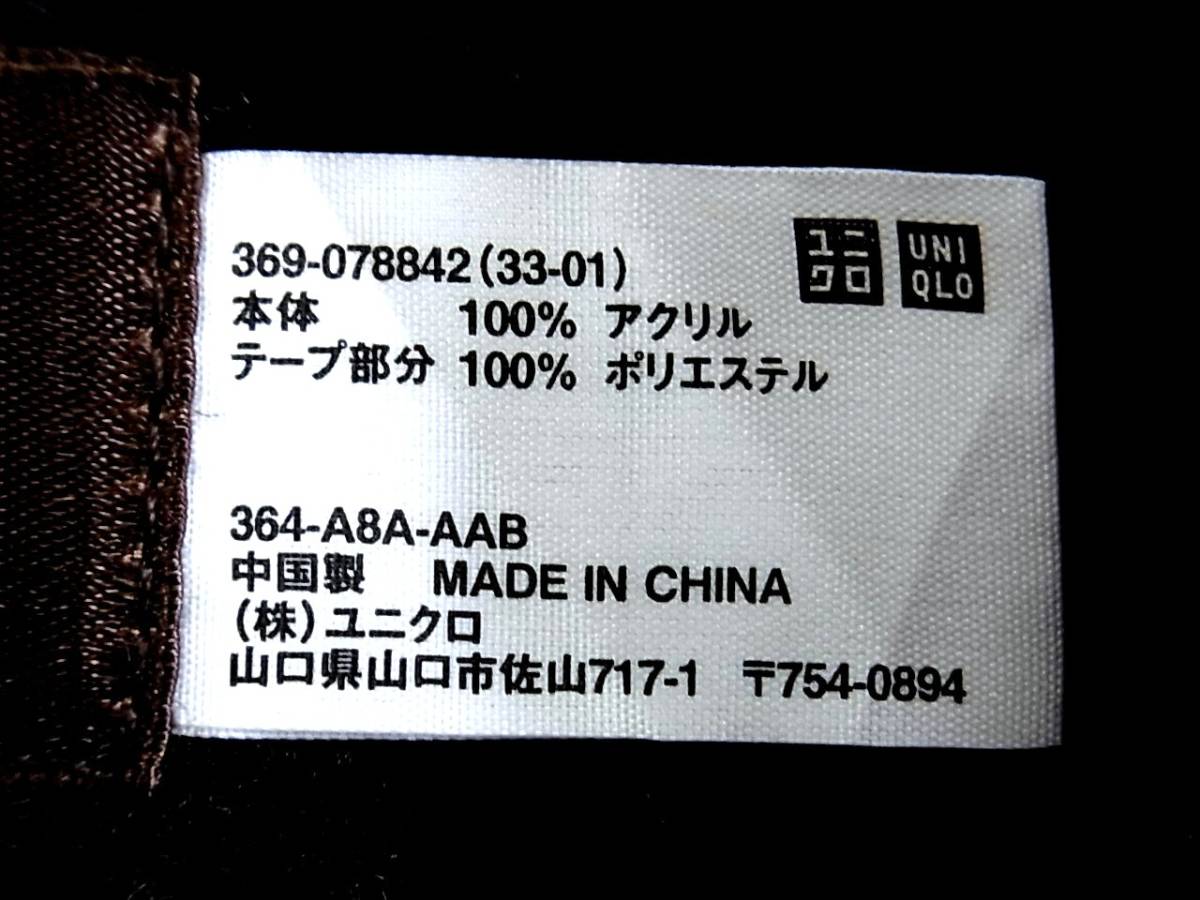 369-078842(33-01)
ユニクロ
UNIQLO
本体 100% アクリル
テープ部分 100% ポリエステル
364-A8A-AAB
中国製 MADE IN CHINA
(株)ユニクロ
山口県山口市佐山717-1 〒754-0894